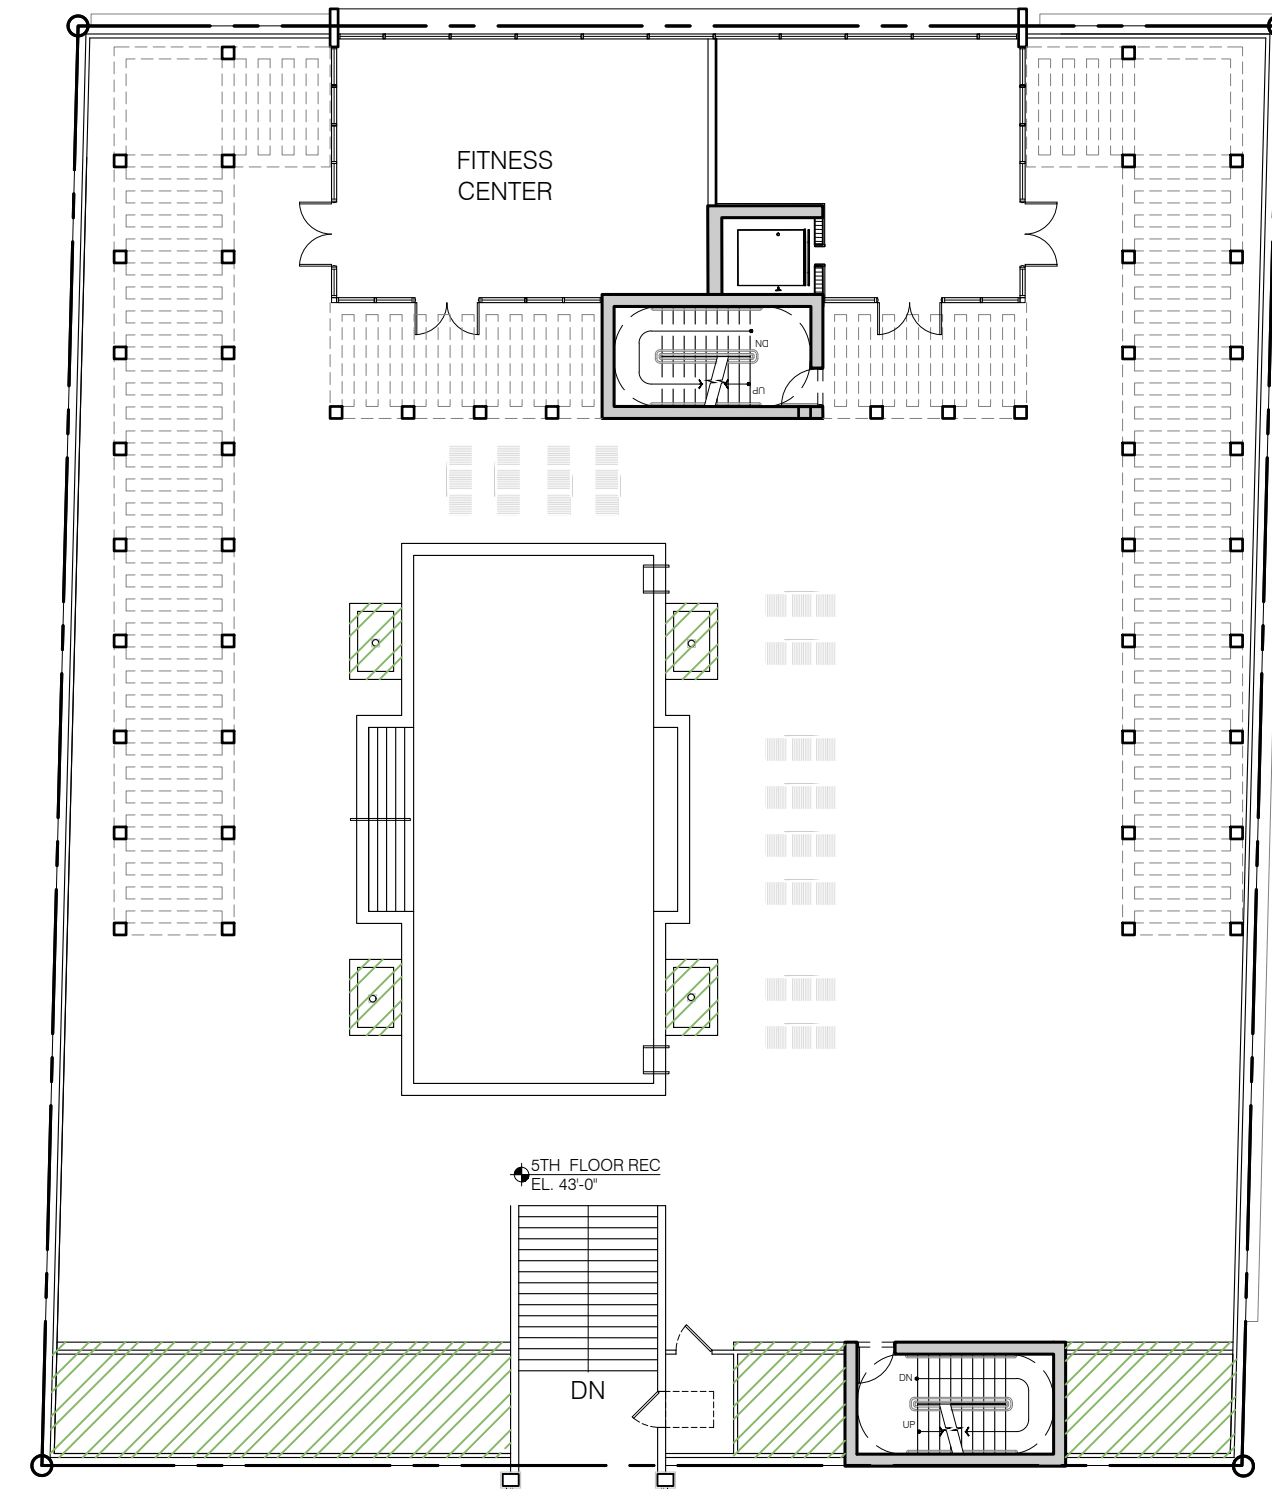 FITNESS
CENTER
DN
UP
5TH FLOOR REC
EL. 43'-0"
DN
DN
UP